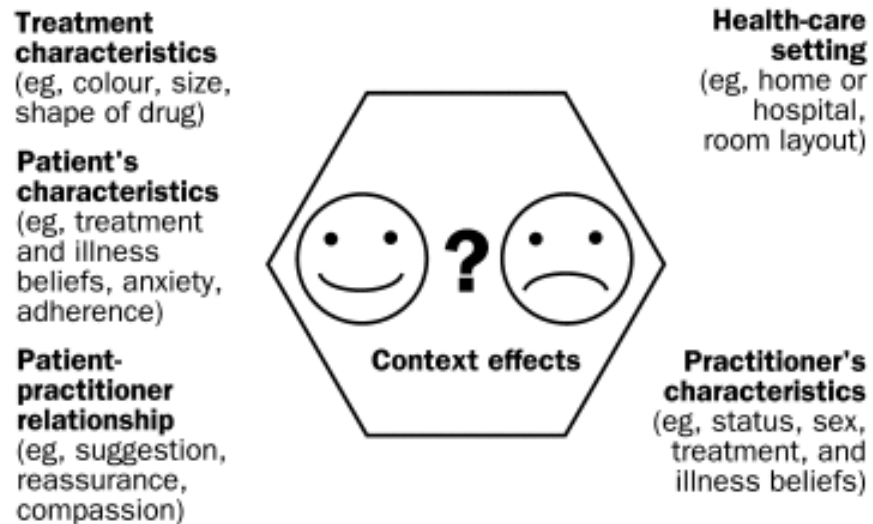 Treatment
characteristics
(eg, colour, size,
shape of drug)
Patient's
characteristics
(eg, treatment
and illness
beliefs, anxiety,
adherence)
Patient-
practitioner
relationship
(eg, suggestion,
reassurance,
compassion)
?
Context effects
Health-care
setting
(eg, home or
hospital,
room layout)
Practitioner's
characteristics
(eg, status, sex,
treatment, and
illness beliefs)